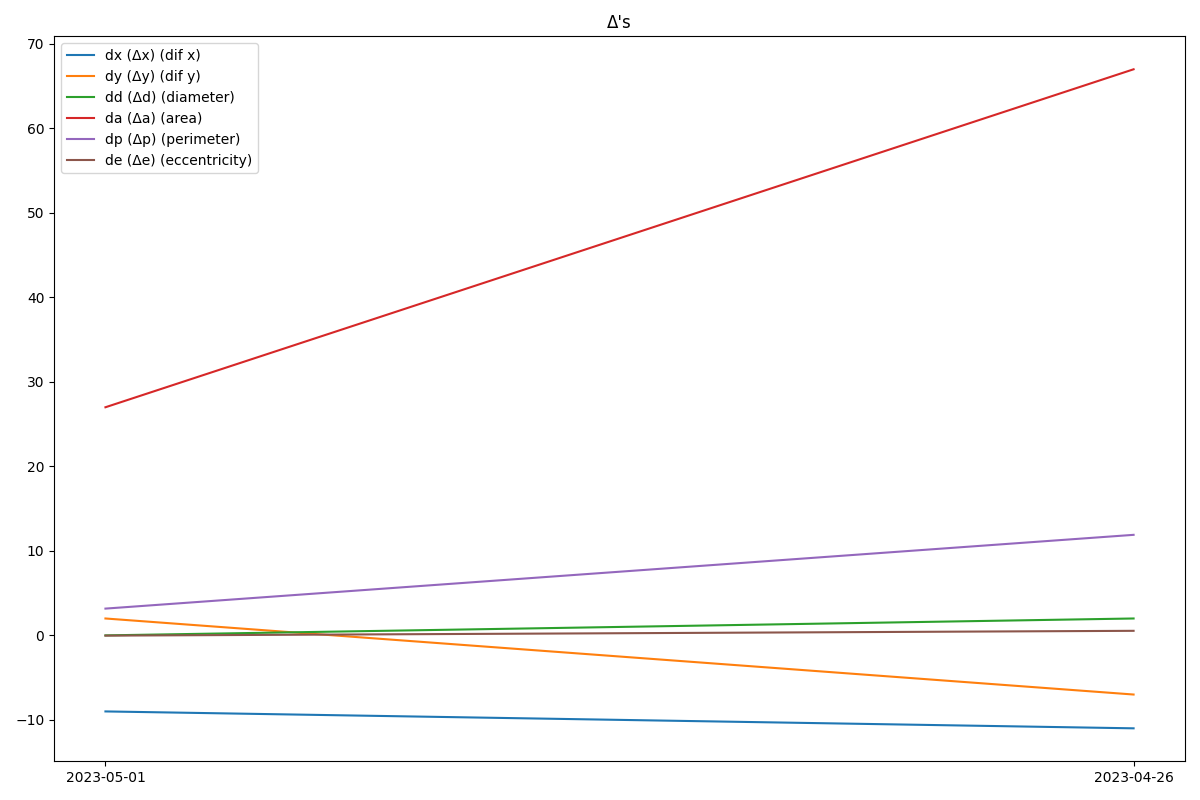 Δ's
70
60
50
40
30
20
10
0
−10
dx (Δx) (dif x)
dy (Δy) (dif y)
dd (Δd) (diameter)
da (Δa) (area)
dp (Δp) (perimeter)
de (Δe) (eccentricity)
2023-05-01
2023-04-26